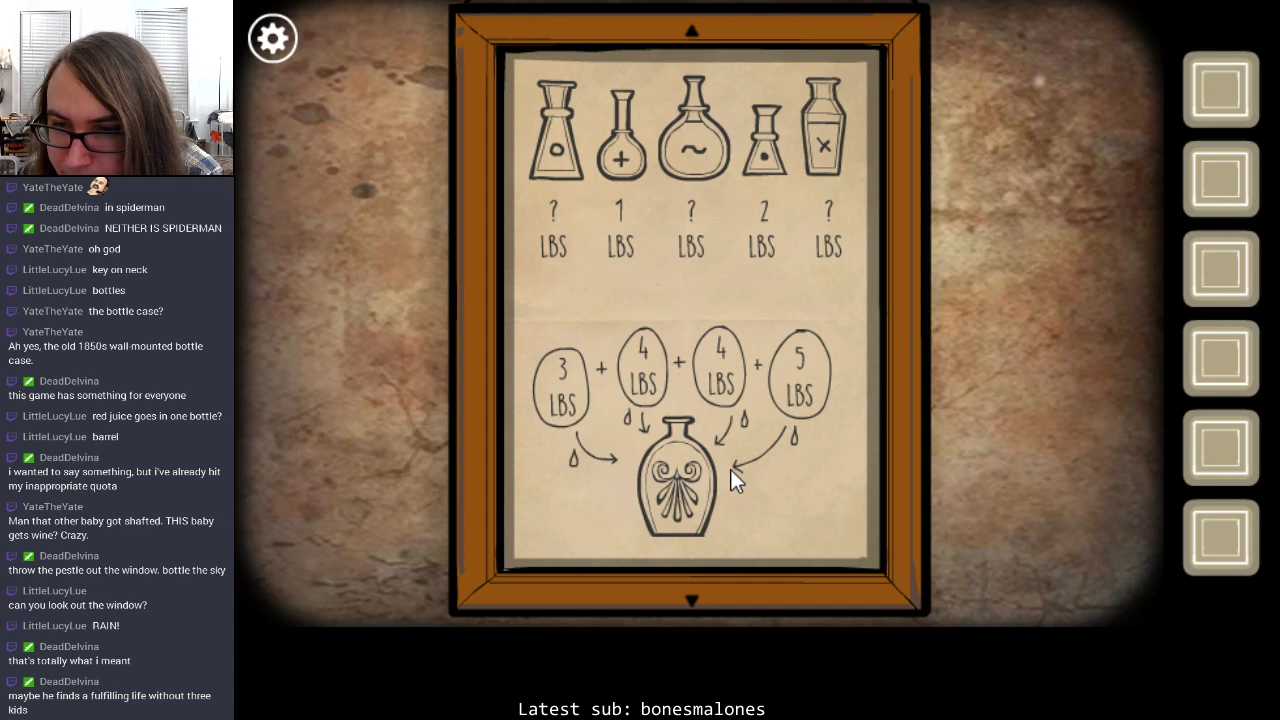 YateTheYate
DeadDelvina in spiderman
DeadDelvina NEITHER IS SPIDERMAN
YateTheYate oh god
LittleLucyLue key on neck
LittleLucyLue bottles
YateTheYate the bottle case?
YateTheYate
Ah yes, the old 1850s wall-mounted bottle
case.
DeadDelvina
this game has something for everyone
LittleLucyLue red juice goes in one bottle?
LittleLucyLue barrel
DeadDelvina
i wanted to say something, but i've already hit
my inappropriate quota
YateTheYate
Man that other baby got shafted. THIS baby
gets wine? Crazy.
DeadDelvina
throw the pestle out the window. bottle the sky
LittleLucyLue
can you look out the window?
LittleLucyLue RAIN!
DeadDelvina
that's totally what i meant
DeadDelvina
maybe he finds a fulfilling life without three
kids
? 1 ? 2 ?
LBS LBS LBS LBS LBS
3 + 4 + 4 + 5
LBS LBS LBS LBS
Latest sub: bonesmalones